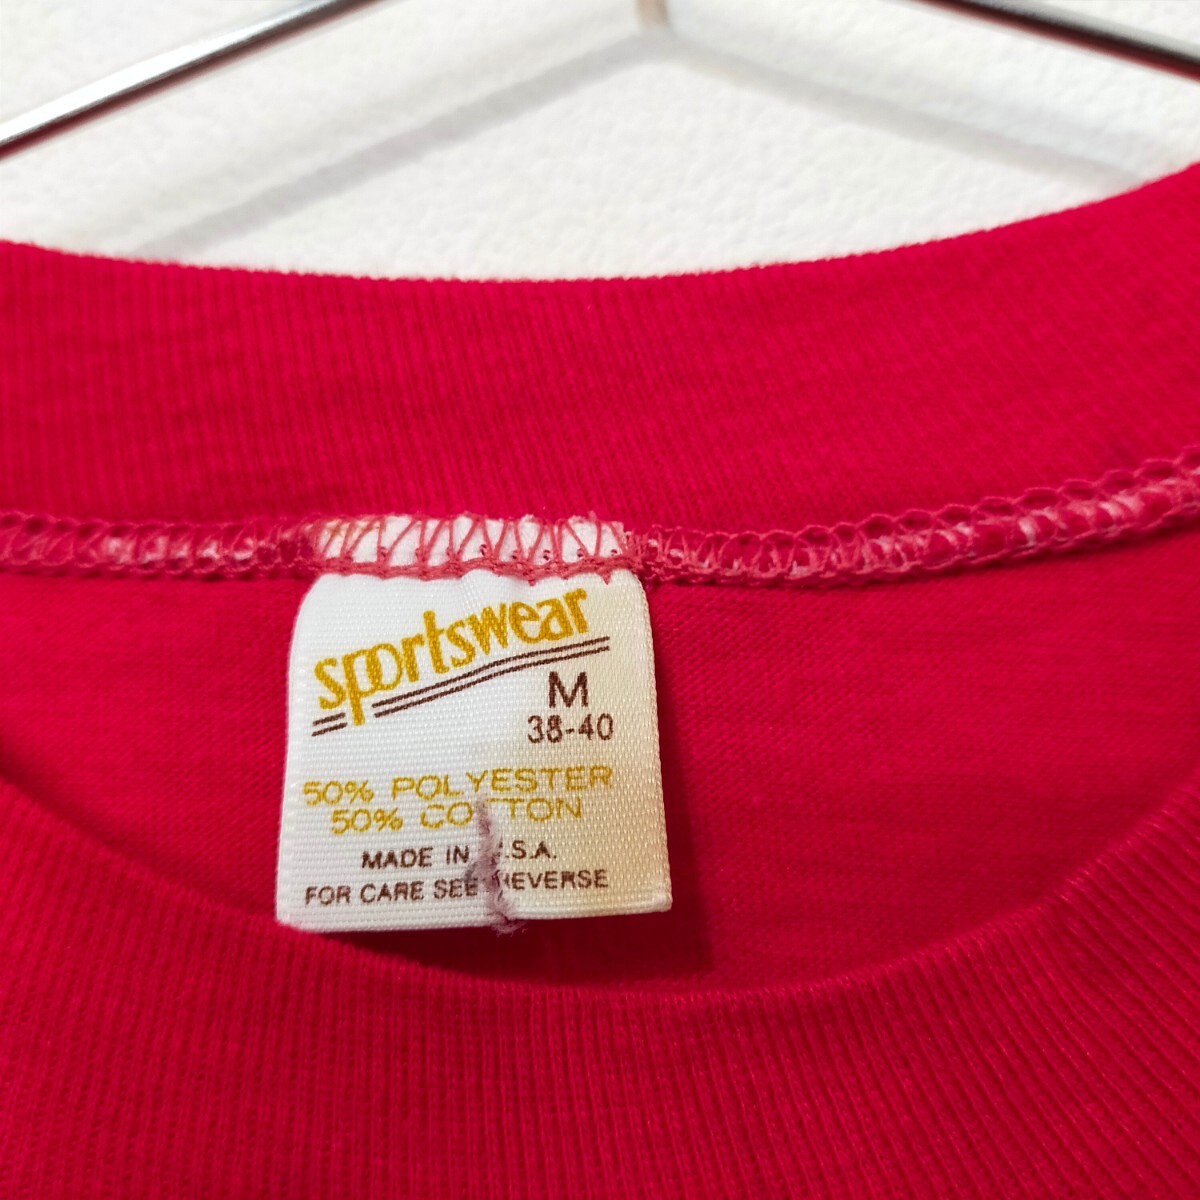 sportswear
M
38-40
50% POLYESTER
50% COTTON
MADE IN U.S.A.
FOR CARE SEE REVERSE